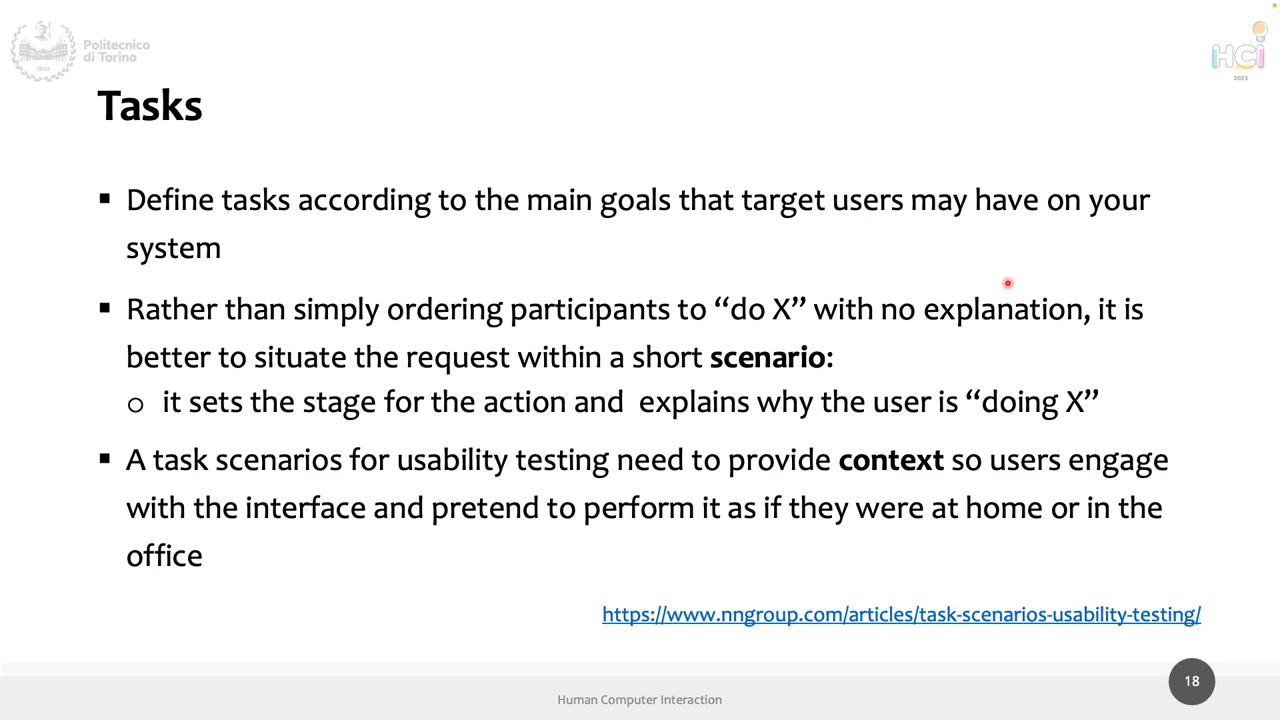 Politecnico
di Torino
1859
HCI
2023
Tasks
▪ Define tasks according to the main goals that target users may have on your
system
▪ Rather than simply ordering participants to “do X” with no explanation, it is
better to situate the request within a short scenario:
o it sets the stage for the action and  explains why the user is “doing X”
▪ A task scenarios for usability testing need to provide context so users engage
with the interface and pretend to perform it as if they were at home or in the
office
https://www.nngroup.com/articles/task-scenarios-usability-testing/
18
Human Computer Interaction